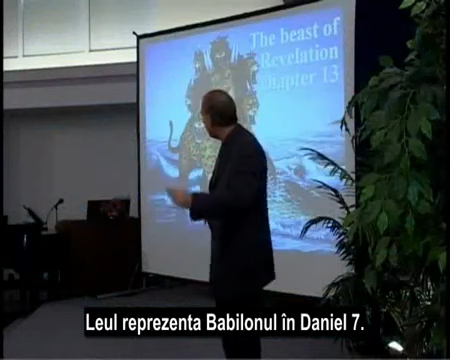 The beast of
Revelation
Chapter 13
Leul reprezenta Babilonul în Daniel 7.